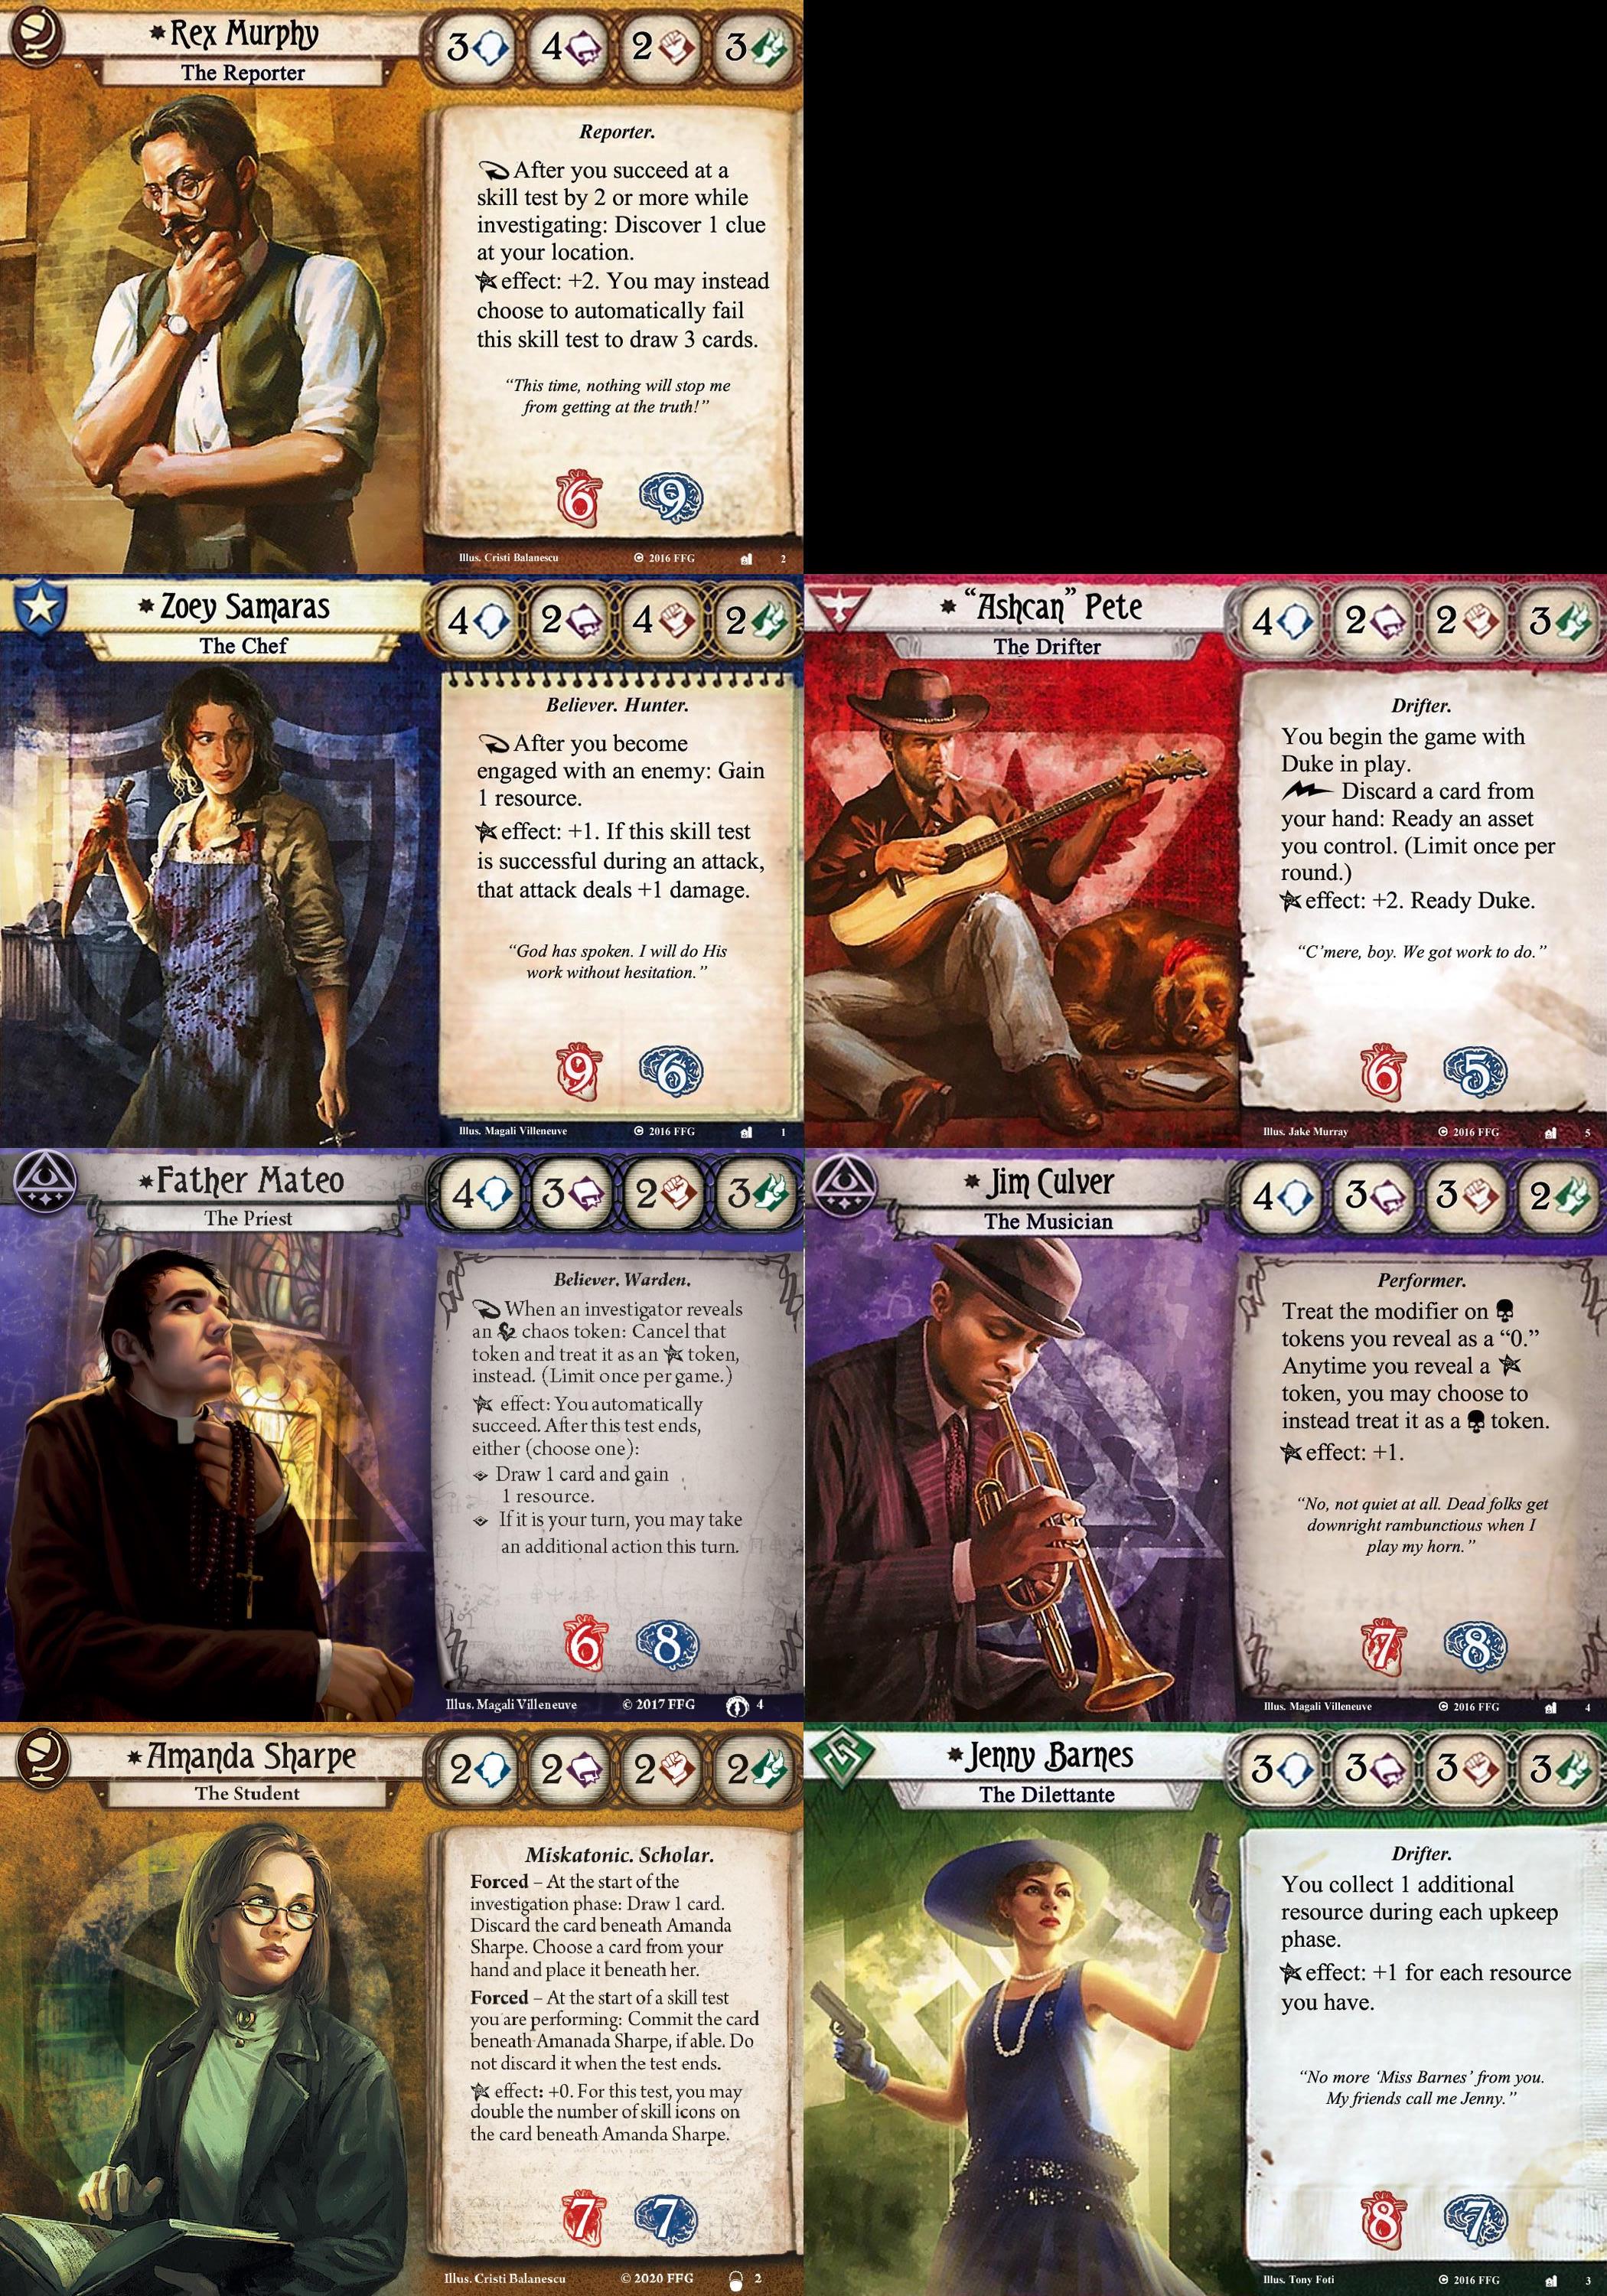 Rex Murphy
The Reporter
3 4 2 3
Reporter.
After you succeed at a
skill test by 2 or more while
investigating: Discover 1 clue
at your location.
effect: +2. You may instead
choose to automatically fail
this skill test to draw 3 cards.
“This time, nothing will stop me
from getting at the truth!”
6 9
Illus. Cristi Balanescu © 2016 FFG 2
Zoey Samaras
The Chef
4 2 4 2
Believer. Hunter.
After you become
engaged with an enemy: Gain
1 resource.
effect: +1. If this skill test
is successful during an attack,
that attack deals +1 damage.
“God has spoken. I will do His
work without hesitation.”
9 6
Illus. Magali Villeneuve © 2016 FFG 1
“Ashcan” Pete
The Drifter
4 2 2 3
Drifter.
You begin the game with
Duke in play.
Discard a card from
your hand: Ready an asset
you control. (Limit once per
round.)
effect: +2. Ready Duke.
“C’mere, boy. We got work to do.”
6 5
Illus. Jake Murray © 2016 FFG 5
Father Mateo
The Priest
4 3 2 3
Believer. Warden.
When an investigator reveals
an chaos token: Cancel that
token and treat it as an token,
instead. (Limit once per game.)
effect: You automatically
succeed. After this test ends,
either (choose one):
Draw 1 card and gain
1 resource.
If it is your turn, you may take
an additional action this turn.
6 8
Illus. Magali Villeneuve © 2017 FFG 4
Jim Culver
The Musician
4 3 3 2
Performer.
Treat the modifier on
tokens you reveal as a “0.”
Anytime you reveal a
token, you may choose to
instead treat it as a token.
effect: +1.
“No, not quiet at all. Dead folks get
downright rambunctious when I
play my horn.”
7 8
Illus. Magali Villeneuve © 2016 FFG 4
Amanda Sharpe
The Student
2 2 2 2
Miskatonic. Scholar.
Forced – At the start of the
investigation phase: Draw 1 card.
Discard the card beneath Amanda
Sharpe. Choose a card from your
hand and place it beneath her.
Forced – At the start of a skill test
you are performing: Commit the card
beneath Amanada Sharpe, if able. Do
not discard it when the test ends.
effect: +0. For this test, you may
double the number of skill icons on
the card beneath Amanda Sharpe.
7 7
Illus. Cristi Balanescu © 2020 FFG 2
Jenny Barnes
The Dilettante
3 3 3 3
Drifter.
You collect 1 additional
resource during each upkeep
phase.
effect: +1 for each resource
you have.
“No more ‘Miss Barnes’ from you.
My friends call me Jenny.”
8 7
Illus. Tony Foti © 2016 FFG 3